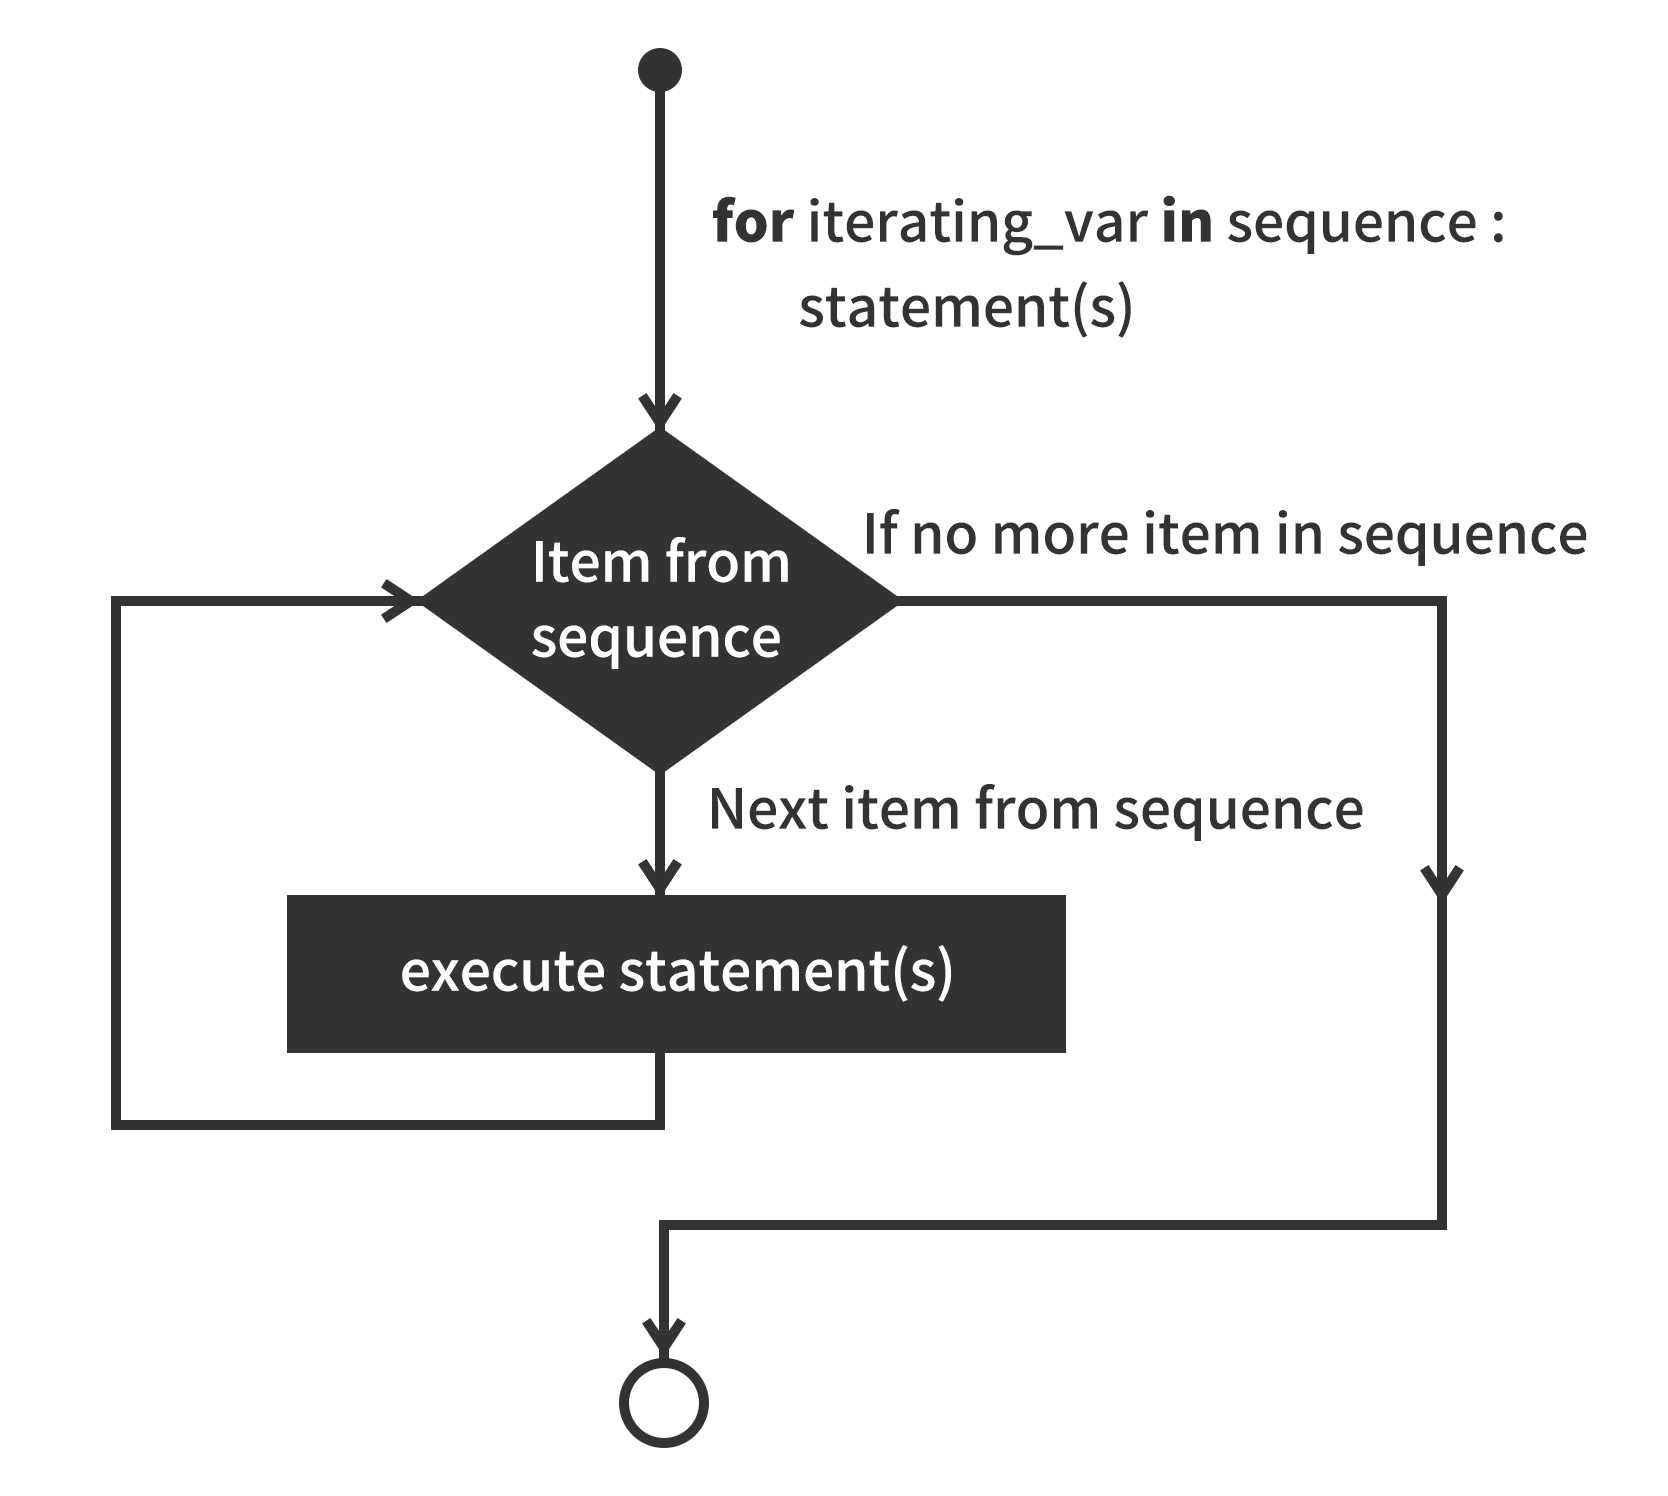 for iterating_var in sequence :
statement(s)
If no more item in sequence
Item from
sequence
Next item from sequence
execute statement(s)